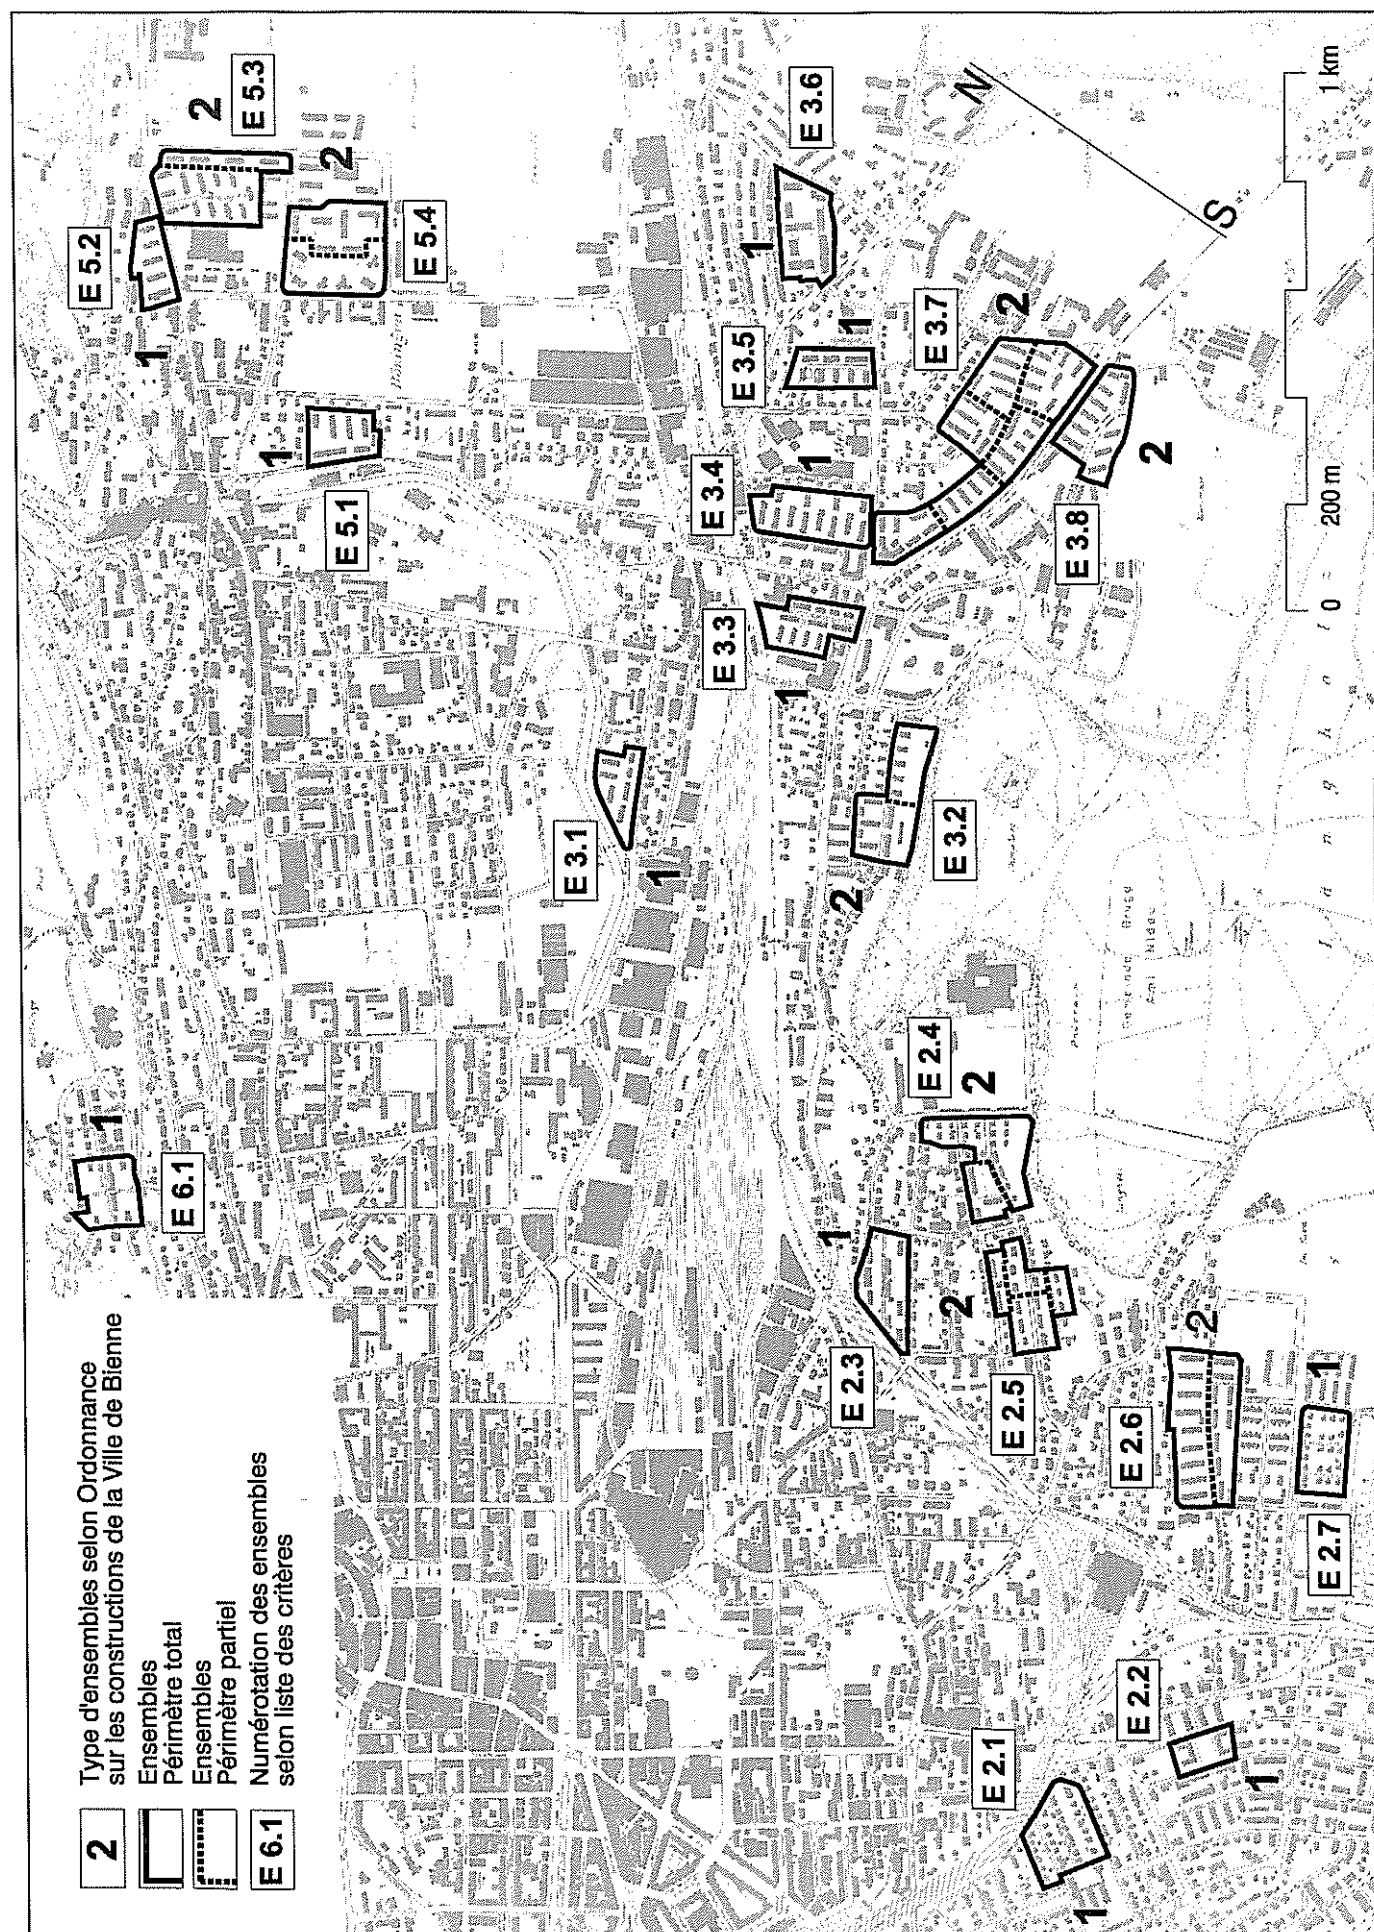 2
Type d'ensembles selon Ordonnance
sur les constructions de la Ville de Bienne
Ensembles
Périmètre total
Ensembles
Périmètre partiel
E 6.1
Numérotation des ensembles
selon liste des critères
E 6.1
1
E 5.2
1
E 5.3
2
E 5.4
2
E 5.1
1
E 3.1
1
E 3.3
1
E 3.4
1
E 3.5
1
E 3.6
1
E 3.7
2
E 3.8
2
E 3.2
2
E 2.4
2
E 2.3
1
E 2.5
2
E 2.6
2
E 2.7
1
E 2.2
1
E 2.1
1
N
S
0
200 m
1 km